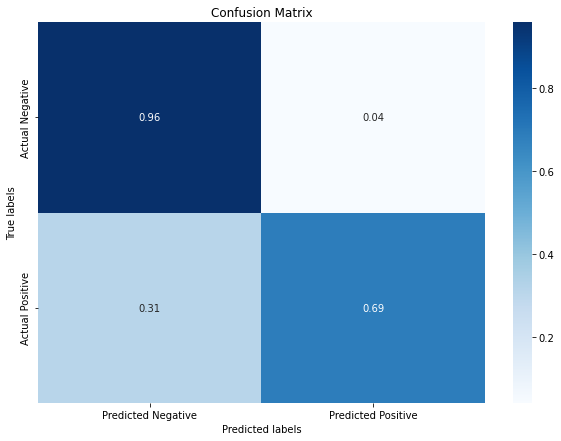 Confusion Matrix
Actual Negative
0.96
0.04
0.8
0.6
True labels
0.4
Actual Positive
0.31
0.69
0.2
Predicted Negative
Predicted Positive
Predicted labels